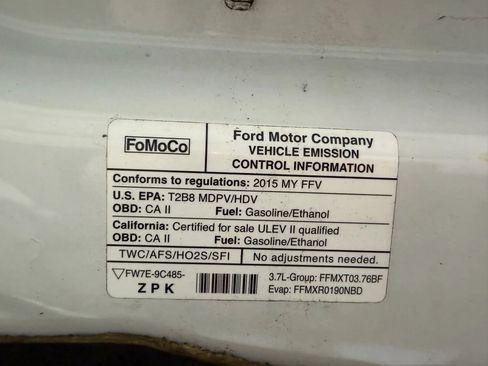 FoMoCo
Ford Motor Company
VEHICLE EMISSION
CONTROL INFORMATION
Conforms to regulations: 2015 MY FFV
U.S. EPA: T2B8 MDPV/HDV
OBD: CA II Fuel: Gasoline/Ethanol
California: Certified for sale ULEV II qualified
OBD: CA II Fuel: Gasoline/Ethanol
TWC/AFS/HO2S/SFI No adjustments needed.
FW7E-9C485- 3.7L-Group: FFMXT03.76BF
ZPK Evap: FFMXR0190NBD